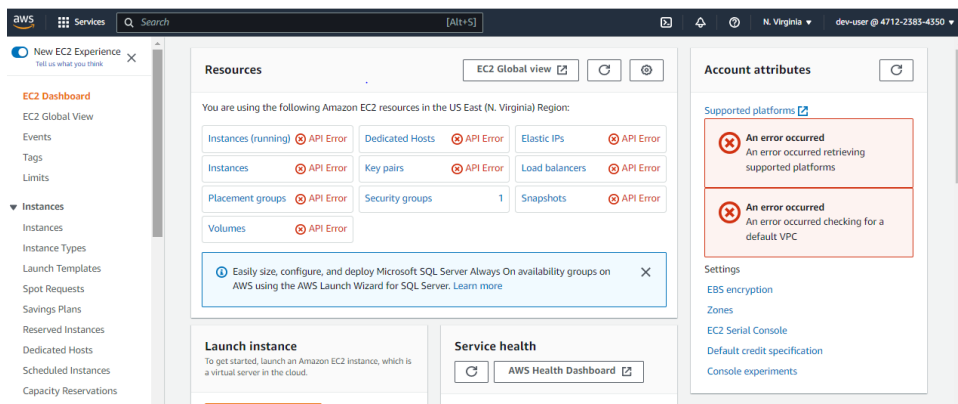 aws Services Search [Alt+S] N. Virginia dev-user @ 4712-2383-4350
New EC2 Experience
Tell us what you think
EC2 Dashboard
EC2 Global View
Events
Tags
Limits
Instances
Instances
Instance Types
Launch Templates
Spot Requests
Savings Plans
Reserved Instances
Dedicated Hosts
Scheduled Instances
Capacity Reservations
Resources
EC2 Global view
You are using the following Amazon EC2 resources in the US East (N. Virginia) Region:
Instances (running) API Error Dedicated Hosts API Error Elastic IPs API Error
Instances API Error Key pairs API Error Load balancers API Error
Placement groups API Error Security groups 1 Snapshots API Error
Volumes API Error
Easily size, configure, and deploy Microsoft SQL Server Always On availability groups on
AWS using the AWS Launch Wizard for SQL Server. Learn more
Launch instance
To get started, launch an Amazon EC2 instance, which is
a virtual server in the cloud.
Service health
AWS Health Dashboard
Account attributes
Supported platforms
An error occurred
An error occurred retrieving
supported platforms
An error occurred
An error occurred checking for a
default VPC
Settings
EBS encryption
Zones
EC2 Serial Console
Default credit specification
Console experiments